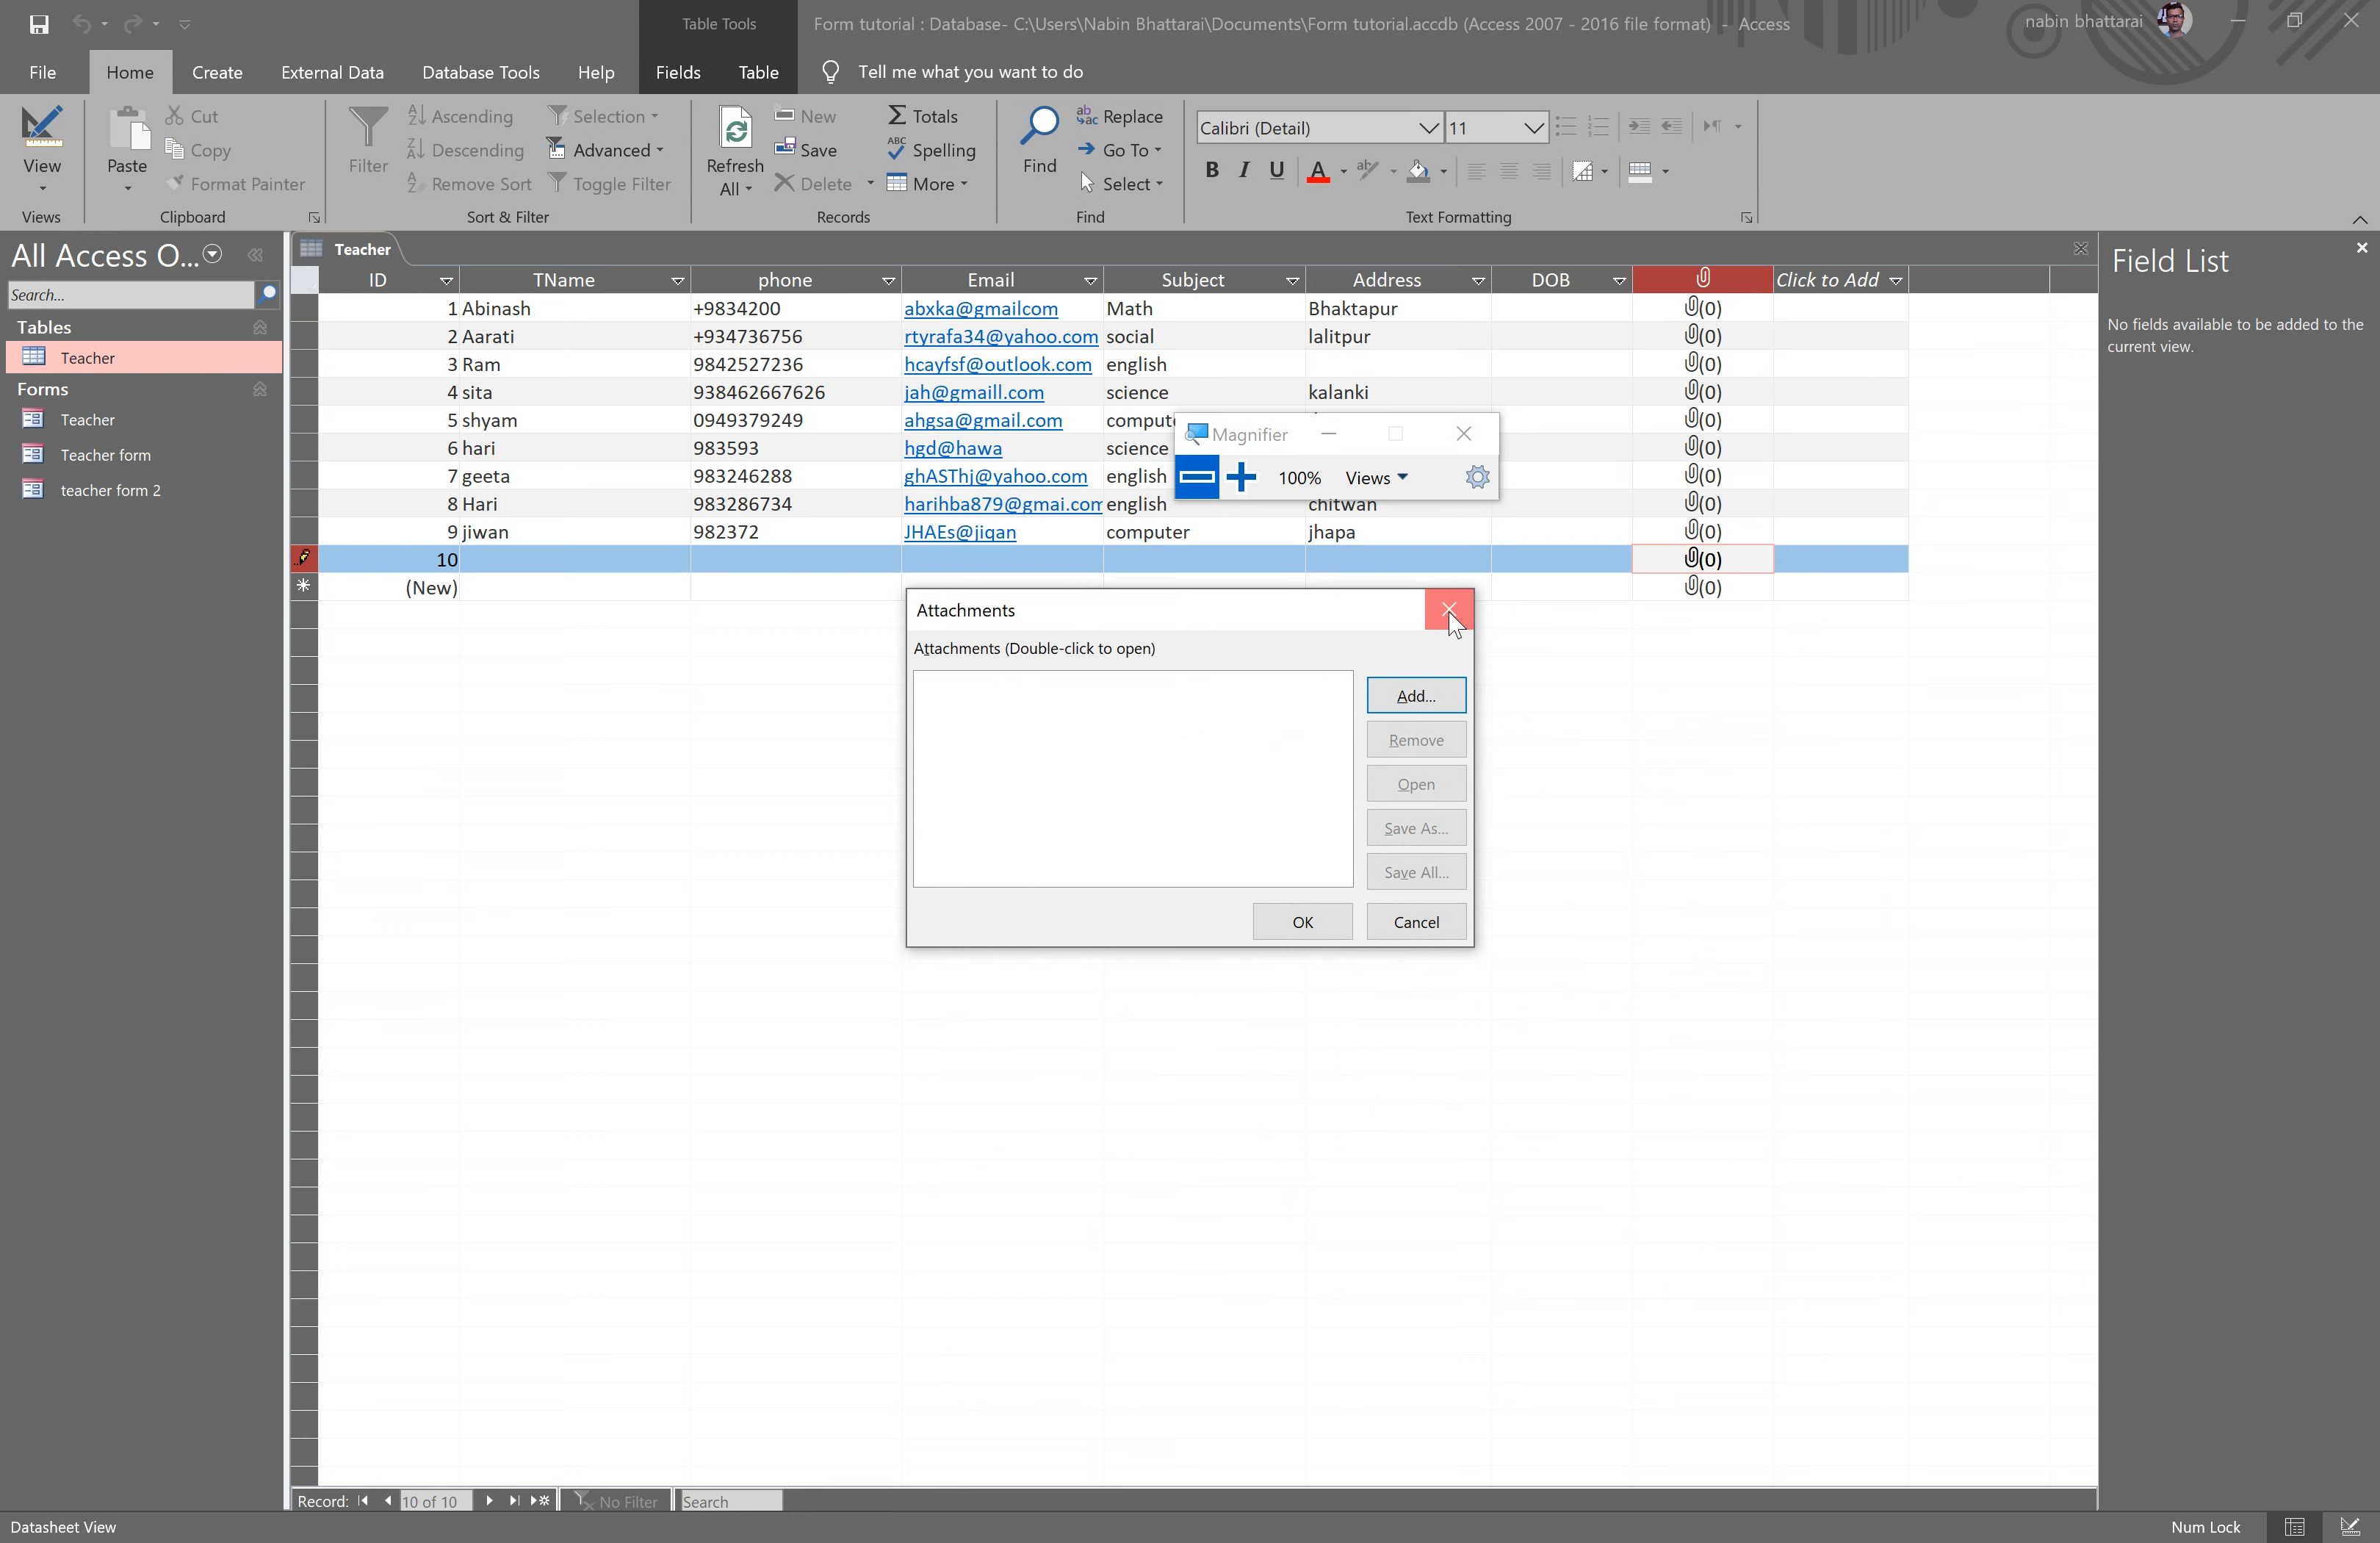 Table Tools
Form tutorial : Database- C:\Users\Nabin Bhattarai\Documents\Form tutorial.accdb (Access 2007 - 2016 file format) - Access
nabin bhattarai
File Home Create External Data Database Tools Help Fields Table Tell me what you want to do
View
Views
Paste
Cut
Copy
Format Painter
Clipboard
Filter
Ascending
Descending
Remove Sort
Selection
Advanced
Toggle Filter
Sort & Filter
Refresh
All
New
Save
Delete
Totals
Spelling
More
Records
Find
Replace
Go To
Select
Find
Calibri (Detail) 11
B I U A
Text Formatting
All Access O...
Search...
Tables
Teacher
Forms
Teacher
Teacher form
teacher form 2
Teacher
ID TName phone Email Subject Address DOB Click to Add
1 Abinash +9834200 abxka@gmailcom Math Bhaktapur (0)
2 Aarati +934736756 rtyrafa34@yahoo.com social lalitpur (0)
3 Ram 9842527236 hcayfsf@outlook.com english (0)
4 sita 938462667626 jah@gmaill.com science kalanki (0)
5 shyam 0949379249 ahgsa@gmail.com comput (0)
6 hari 983593 hgd@hawa science (0)
7 geeta 983246288 ghASThj@yahoo.com english (0)
8 Hari 983286734 harihba879@gmai.com english chitwan (0)
9 jiwan 982372 JHAEs@jiqan computer jhapa (0)
10 (0)
(New) (0)
Magnifier
100% Views
Attachments
Attachments (Double-click to open)
Add...
Remove
Open
Save As...
Save All...
OK Cancel
Field List
No fields available to be added to the
current view.
Record: 10 of 10 No Filter Search
Datasheet View
Num Lock